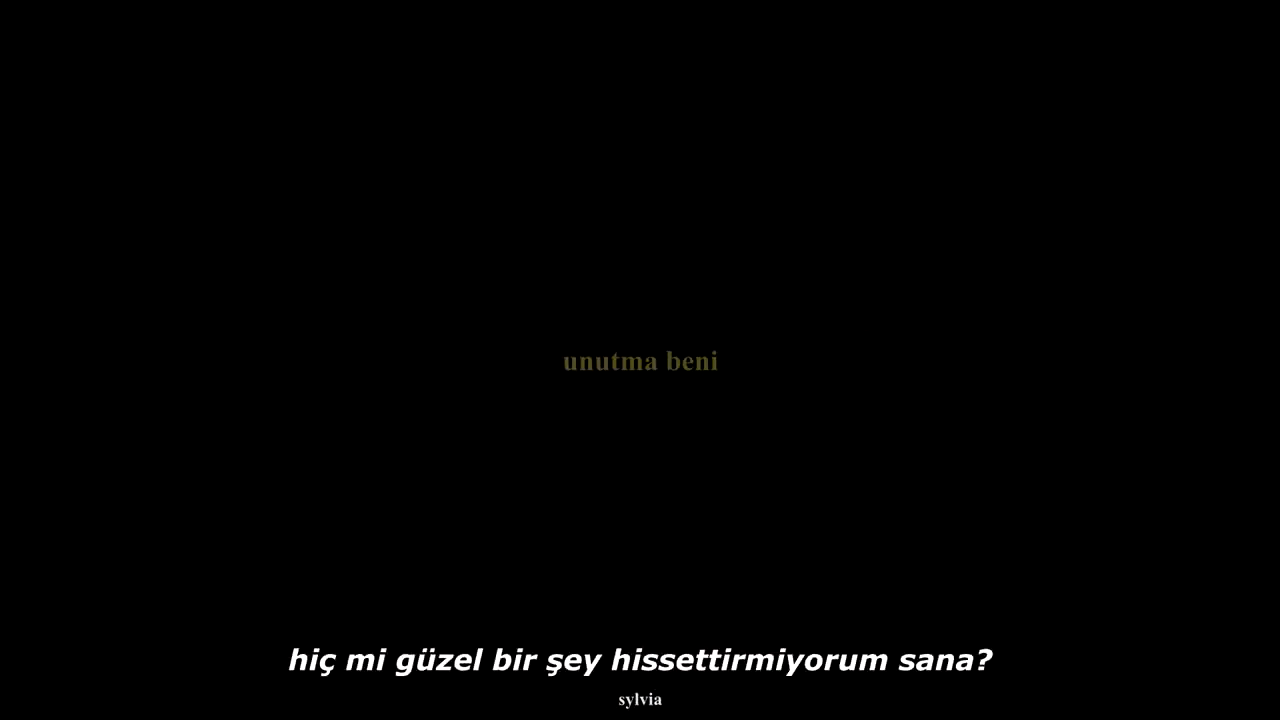 unutma beni
hiç mi güzel bir şey hissettirmiyorum sana?
sylvia